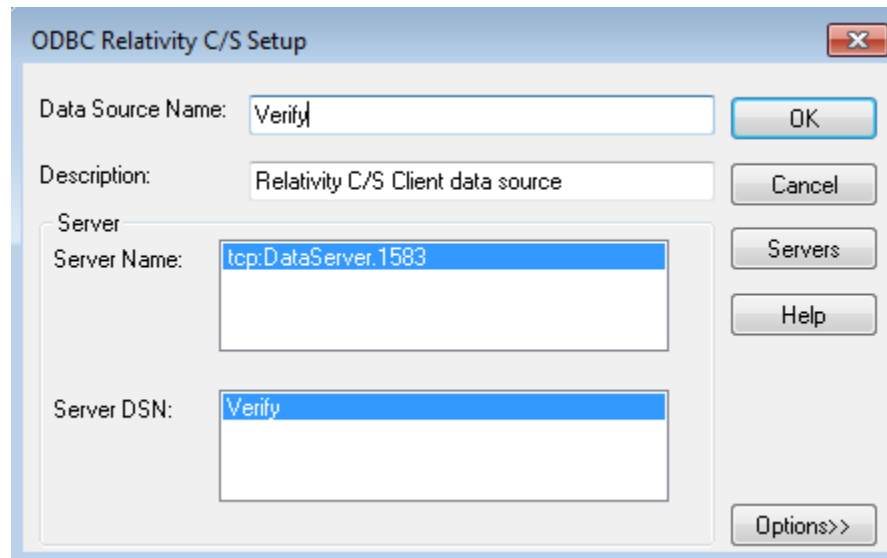 ODBC Relativity C/S Setup
Data Source Name: Verify
OK
Description: Relativity C/S Client data source
Cancel
Server
Server Name: tcp:DataServer.1583
Servers
Help
Server DSN: Verify
Options>>